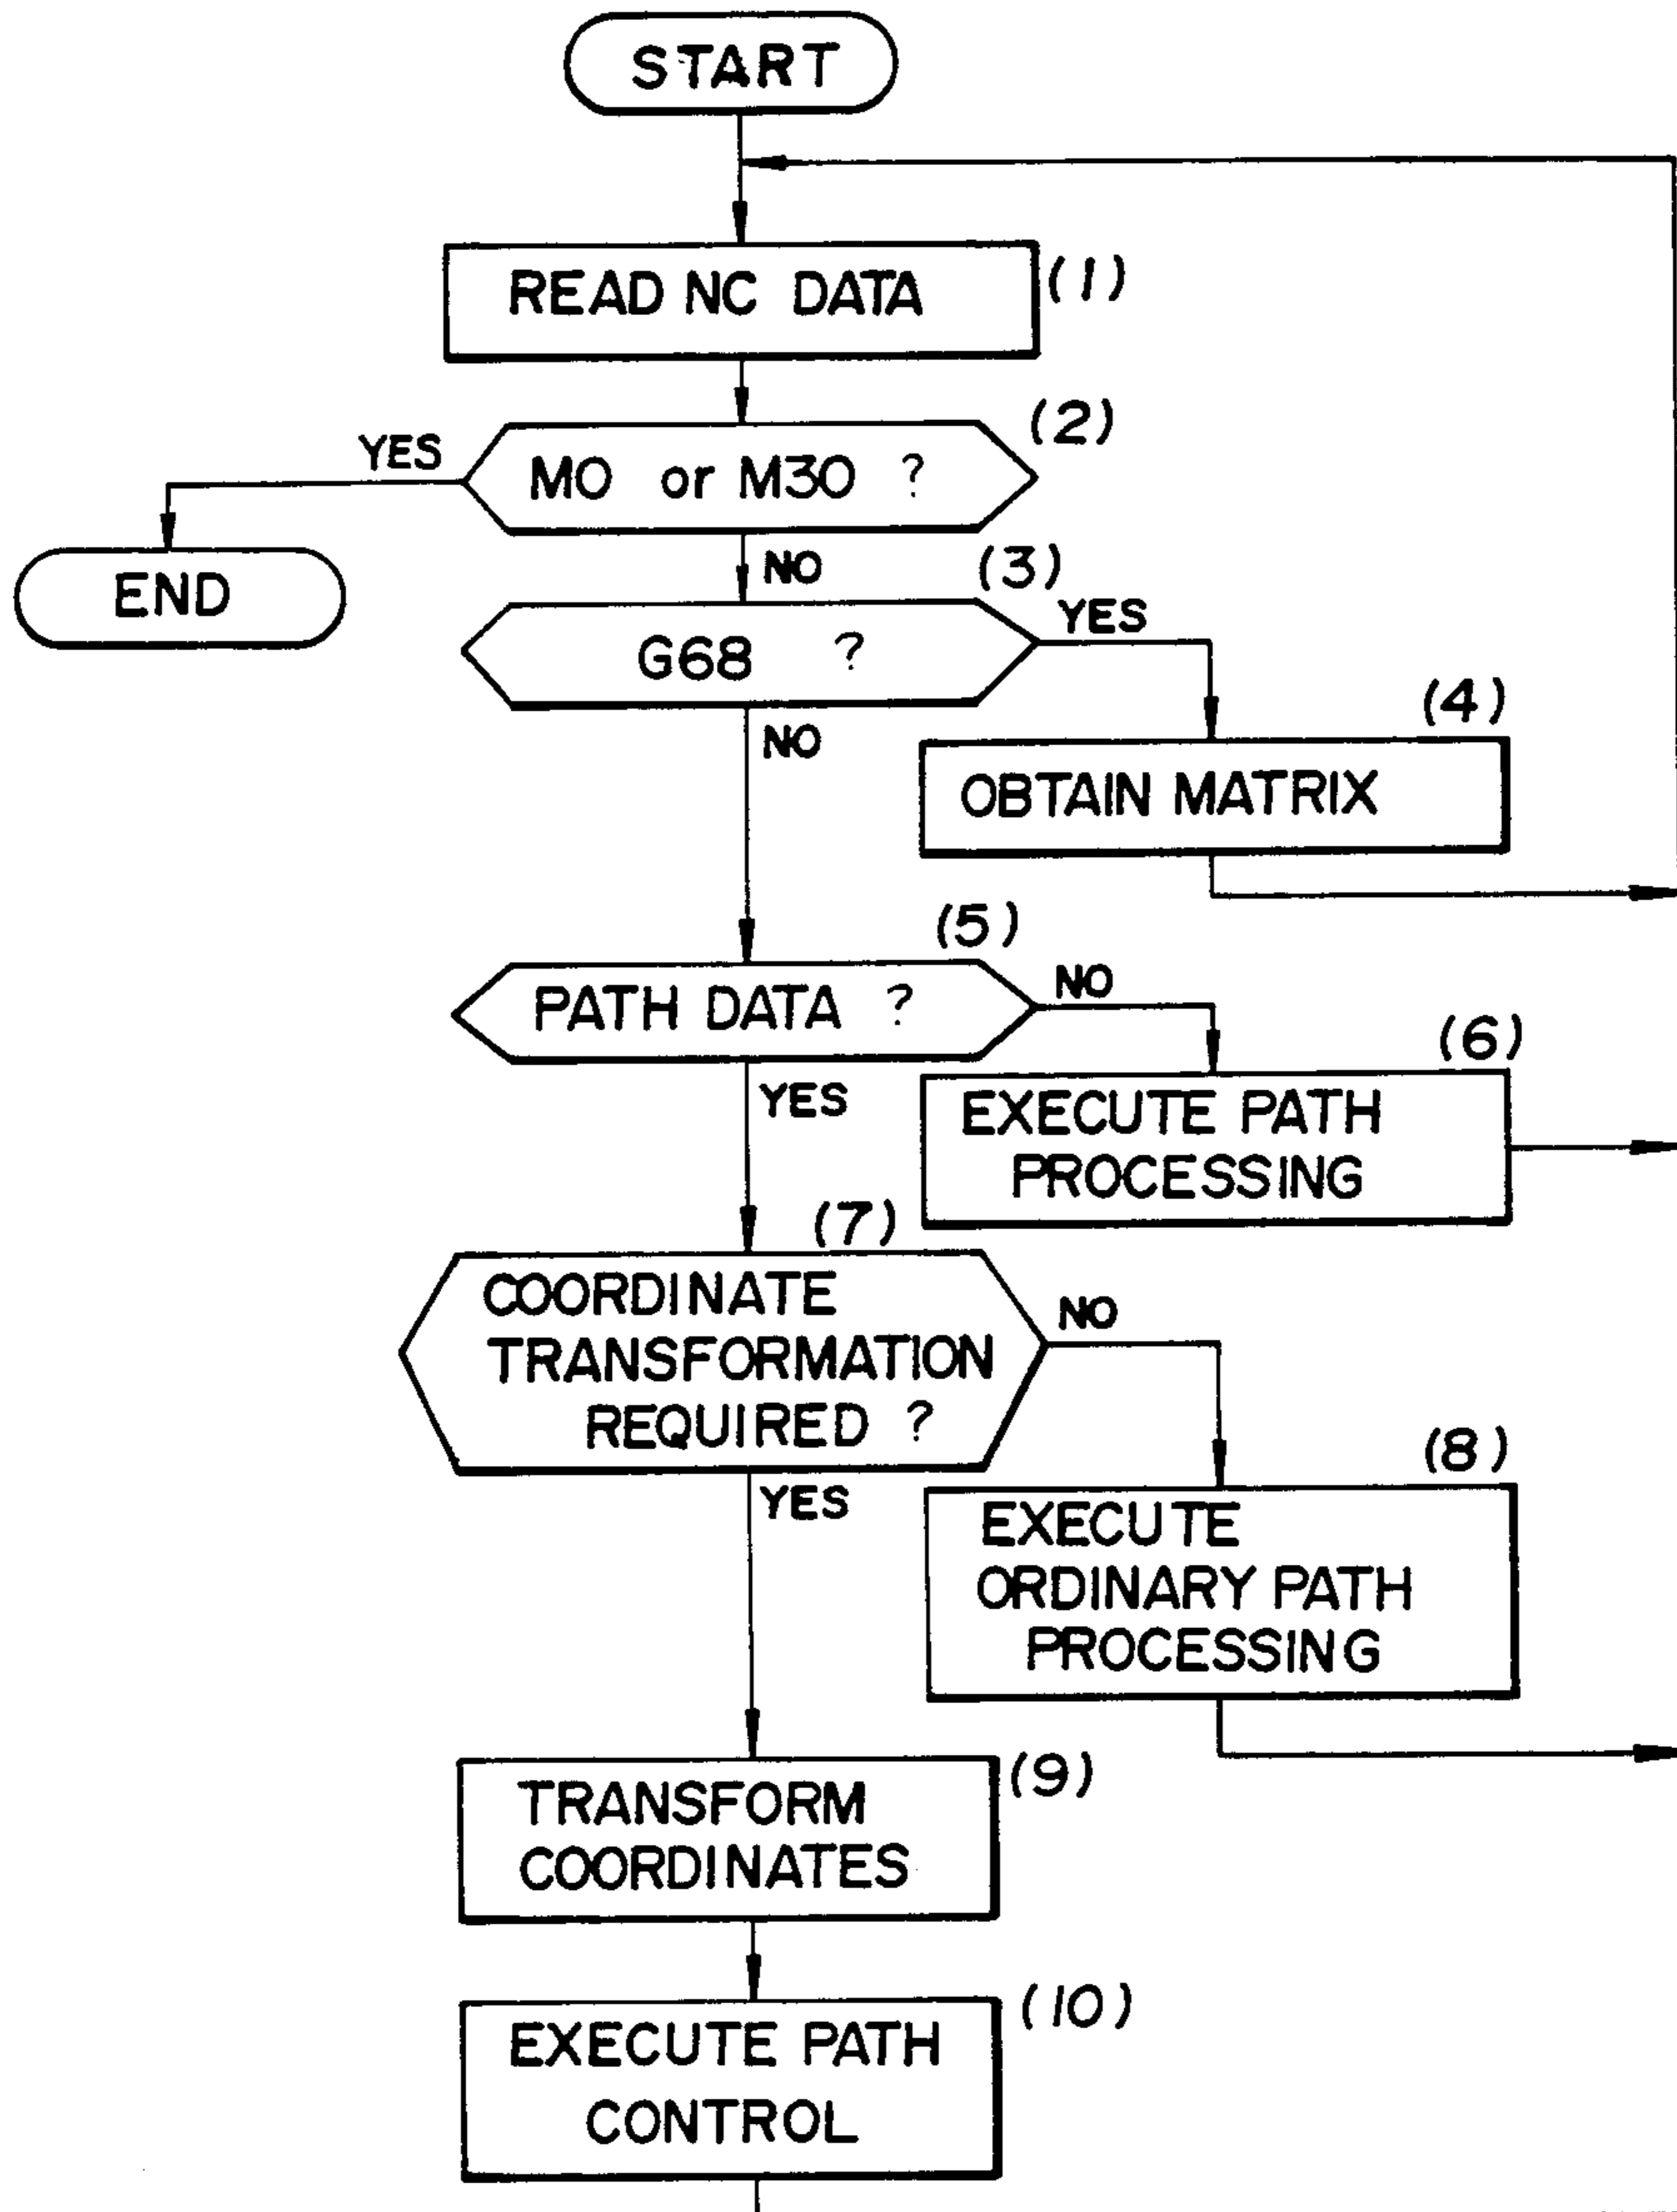 START
READ NC DATA
(1)
(2)
YES
M0 or M30 ?
NO
END
(3)
G68 ?
YES
NO
(4)
OBTAIN MATRIX
(5)
PATH DATA ?
NO
YES
(6)
EXECUTE PATH
PROCESSING
(7)
COORDINATE
TRANSFORMATION
REQUIRED ?
NO
YES
(8)
EXECUTE
ORDINARY PATH
PROCESSING
(9)
TRANSFORM
COORDINATES
(10)
EXECUTE PATH
CONTROL